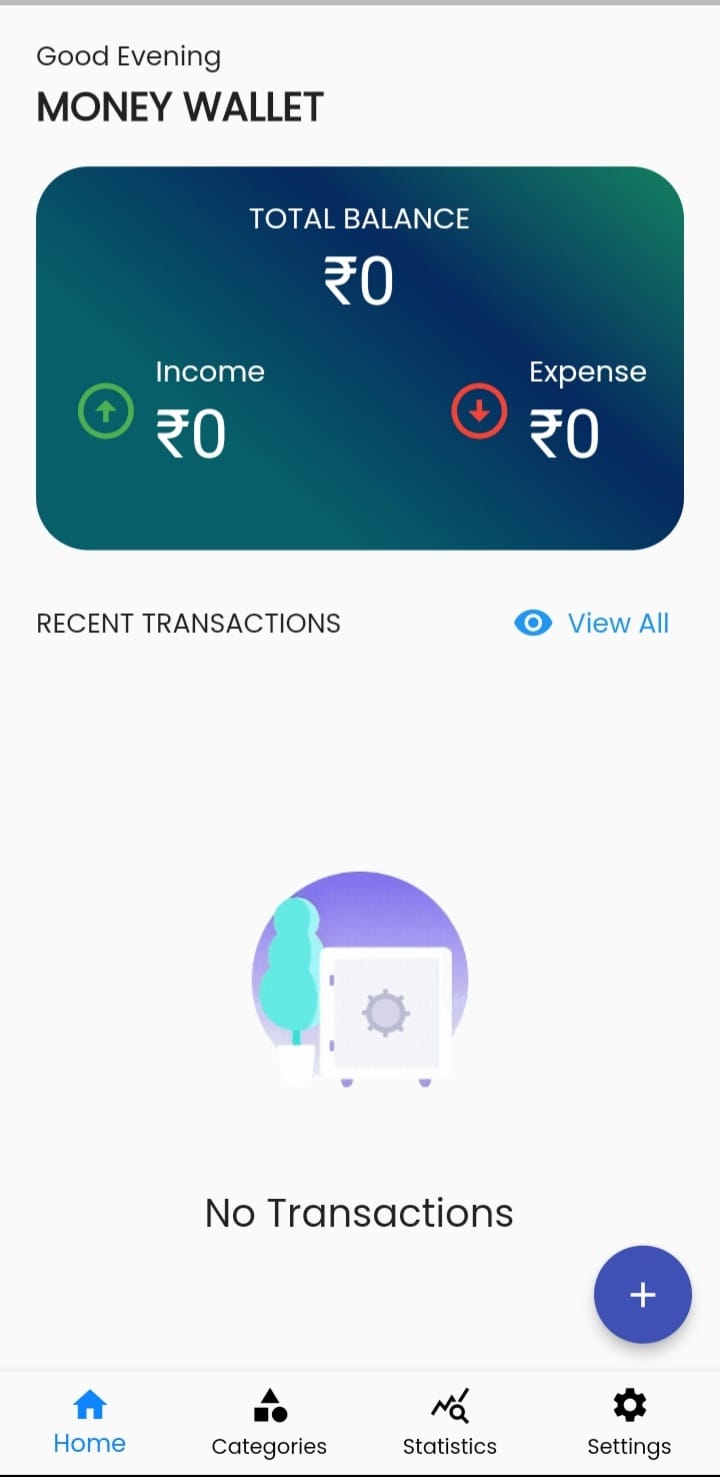 Good Evening
MONEY WALLET
TOTAL BALANCE
₹0
Income
₹0
Expense
₹0
RECENT TRANSACTIONS
View All
No Transactions
+
Home
Categories
Statistics
Settings